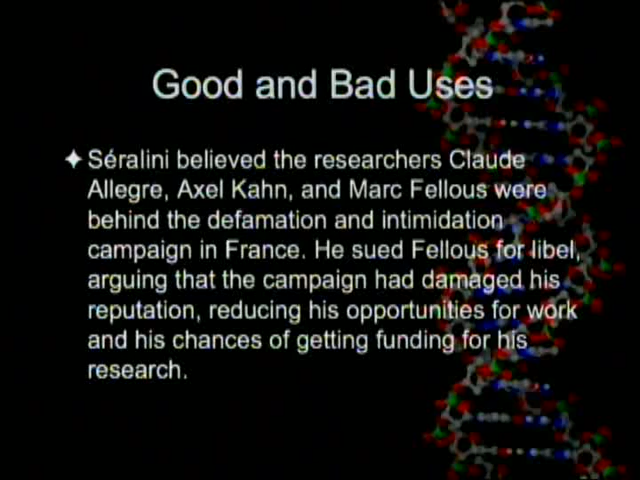 Good and Bad Uses
Séralini believed the researchers Claude
Allegre, Axel Kahn, and Marc Fellous were
behind the defamation and intimidation
campaign in France. He sued Fellous for libel,
arguing that the campaign had damaged his
reputation, reducing his opportunities for work
and his chances of getting funding for his
research.